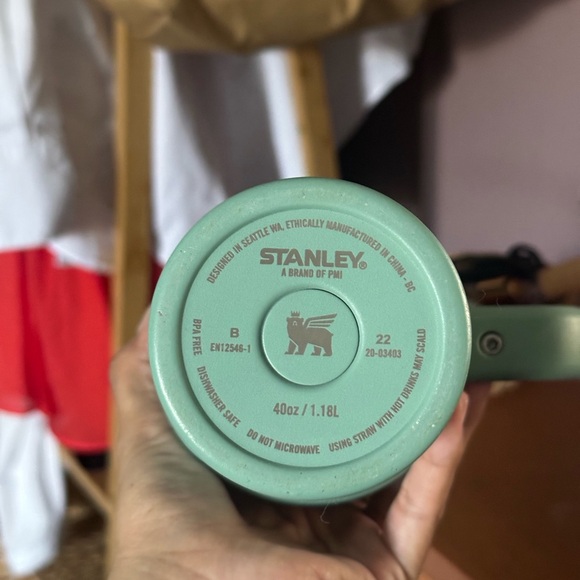 DESIGNED IN SEATTLE WA, ETHICALLY MANUFACTURED IN CHINA - BC
STANLEY®
A BRAND OF PMI
B
EN12546-1
22
20-03403
40oz / 1.18L
BPA FREE DISHWASHER SAFE DO NOT MICROWAVE USING STRAW WITH HOT DRINKS MAY SCALD